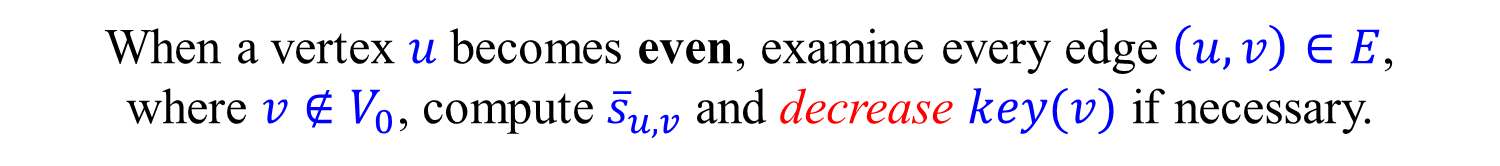 When a vertex u becomes even, examine every edge (u, v) ∈ E,
where v ∉ V₀, compute s̄ᵤ,ᵥ and decrease key(v) if necessary.